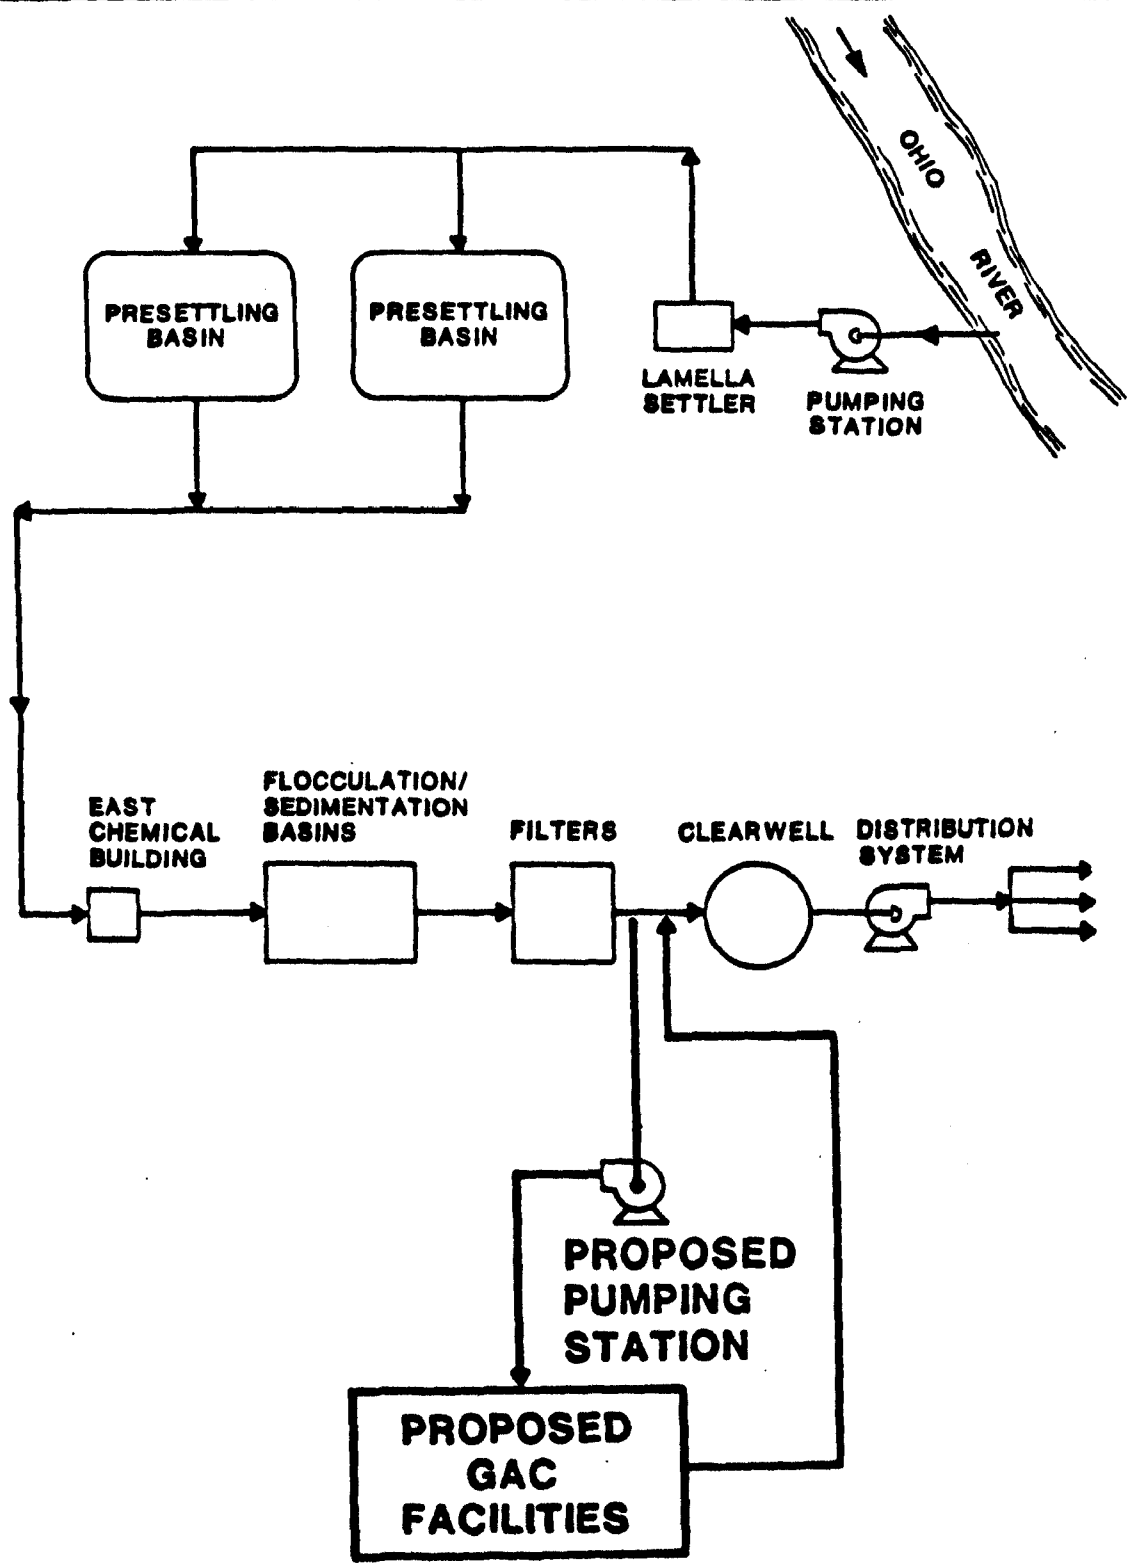 OHIO
RIVER
PRESETTLING
BASIN
PRESETTLING
BASIN
LAMELLA
SETTLER
PUMPING
STATION
EAST
CHEMICAL
BUILDING
FLOCCULATION/
SEDIMENTATION
BASINS
FILTERS
CLEARWELL
DISTRIBUTION
SYSTEM
PROPOSED
PUMPING
STATION
PROPOSED
GAC
FACILITIES